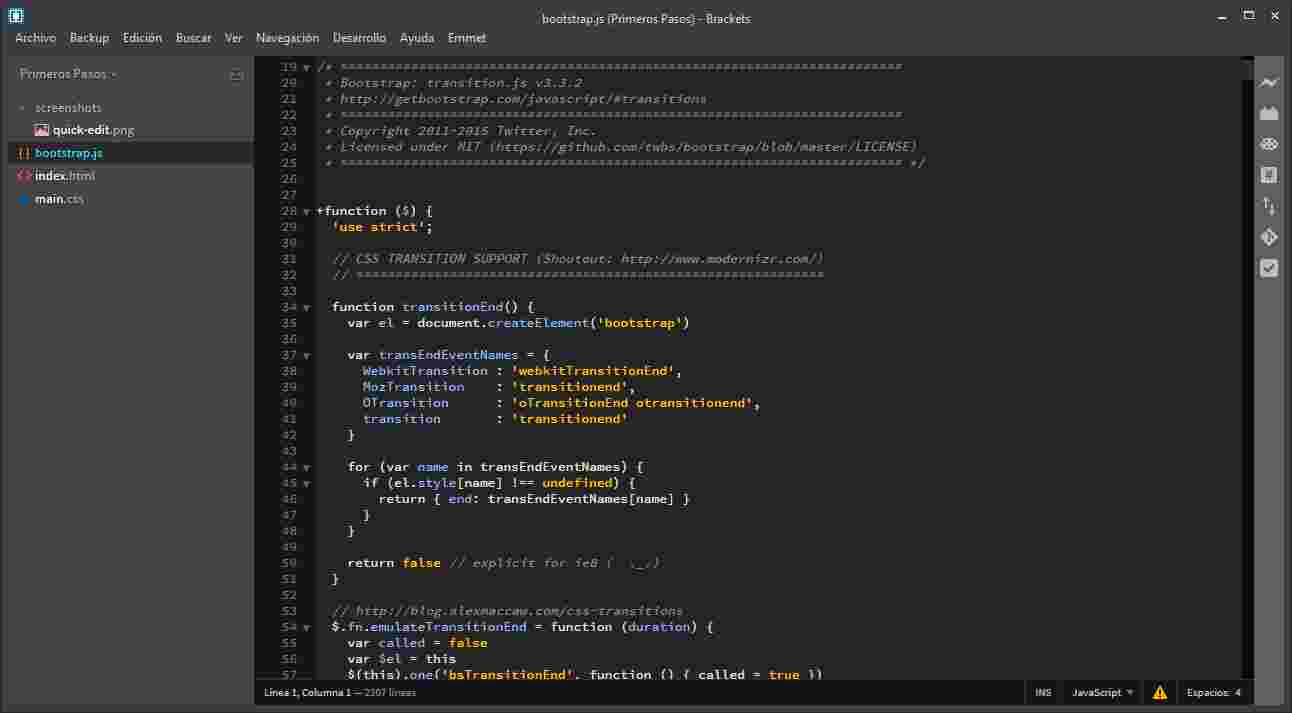 bootstrap.js (Primeros Pasos) - Brackets
Archivo Backup Edición Buscar Ver Navegación Desarrollo Ayuda Emmet
Primeros Pasos
screenshots
quick-edit.png
bootstrap.js
index.html
main.css
19 /* ========================================================================
20 * Bootstrap: transition.js v3.3.2
21 * http://getbootstrap.com/javascript/#transitions
22 * ========================================================================
23 * Copyright 2011-2015 Twitter, Inc.
24 * Licensed under MIT (https://github.com/twbs/bootstrap/blob/master/LICENSE)
25 * ======================================================================== */
26
27
28 +function ($) {
29 'use strict';
30
31 // CSS TRANSITION SUPPORT (Shoutout: http://www.modernizr.com/)
32 // ============================================================
33
34 function transitionEnd() {
35 var el = document.createElement('bootstrap')
36
37 var transEndEventNames = {
38 WebkitTransition : 'webkitTransitionEnd',
39 MozTransition : 'transitionend',
40 OTransition : 'oTransitionEnd otransitionend',
41 transition : 'transitionend'
42 }
43
44 for (var name in transEndEventNames) {
45 if (el.style[name] !== undefined) {
46 return { end: transEndEventNames[name] }
47 }
48 }
49
50 return false // explicit for ie8 ( ._.)
51 }
52
53 // http://blog.alexmaccaw.com/css-transitions
54 $.fn.emulateTransitionEnd = function (duration) {
55 var called = false
56 var $el = this
57 $(this).one('bsTransitionEnd', function () { called = true })
Línea 1, Columna 1 — 2307 líneas
INS JavaScript Espacios: 4